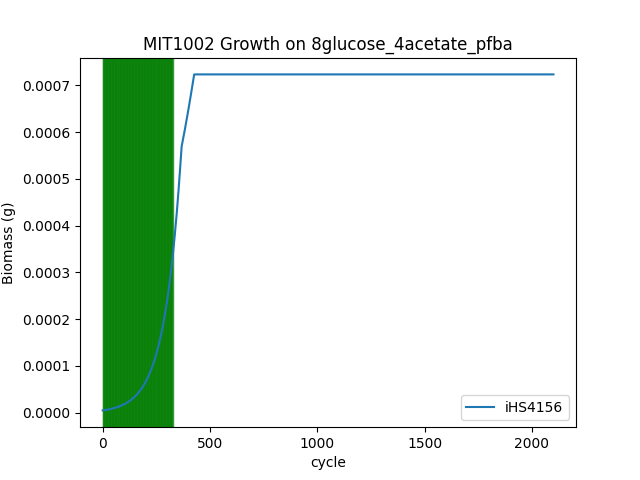 MIT1002 Growth on 8glucose_4acetate_pfba
Biomass (g)
0.0007
0.0006
0.0005
0.0004
0.0003
0.0002
0.0001
0.0000
iHS4156
0 500 1000 1500 2000
cycle